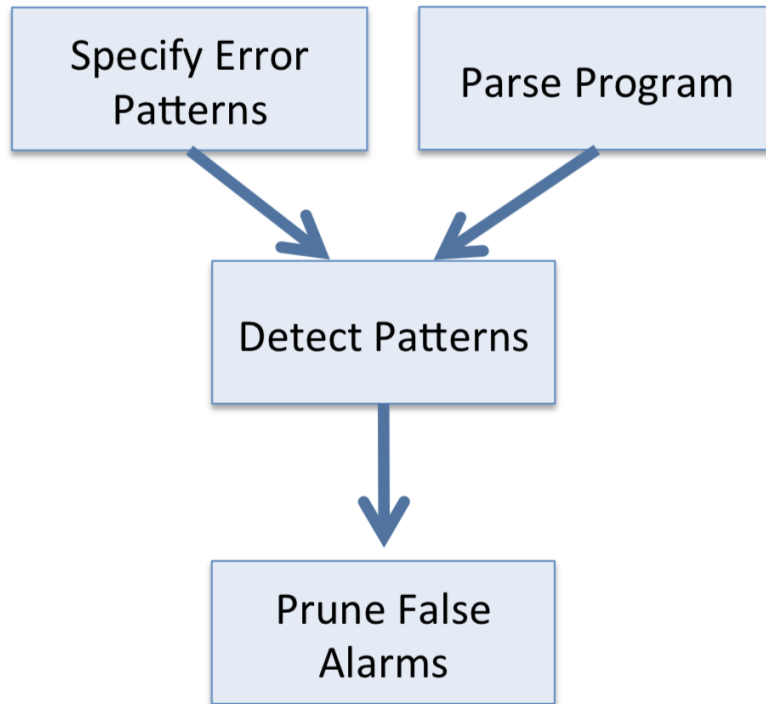 Specify Error
Patterns
Parse Program
Detect Patterns
Prune False
Alarms